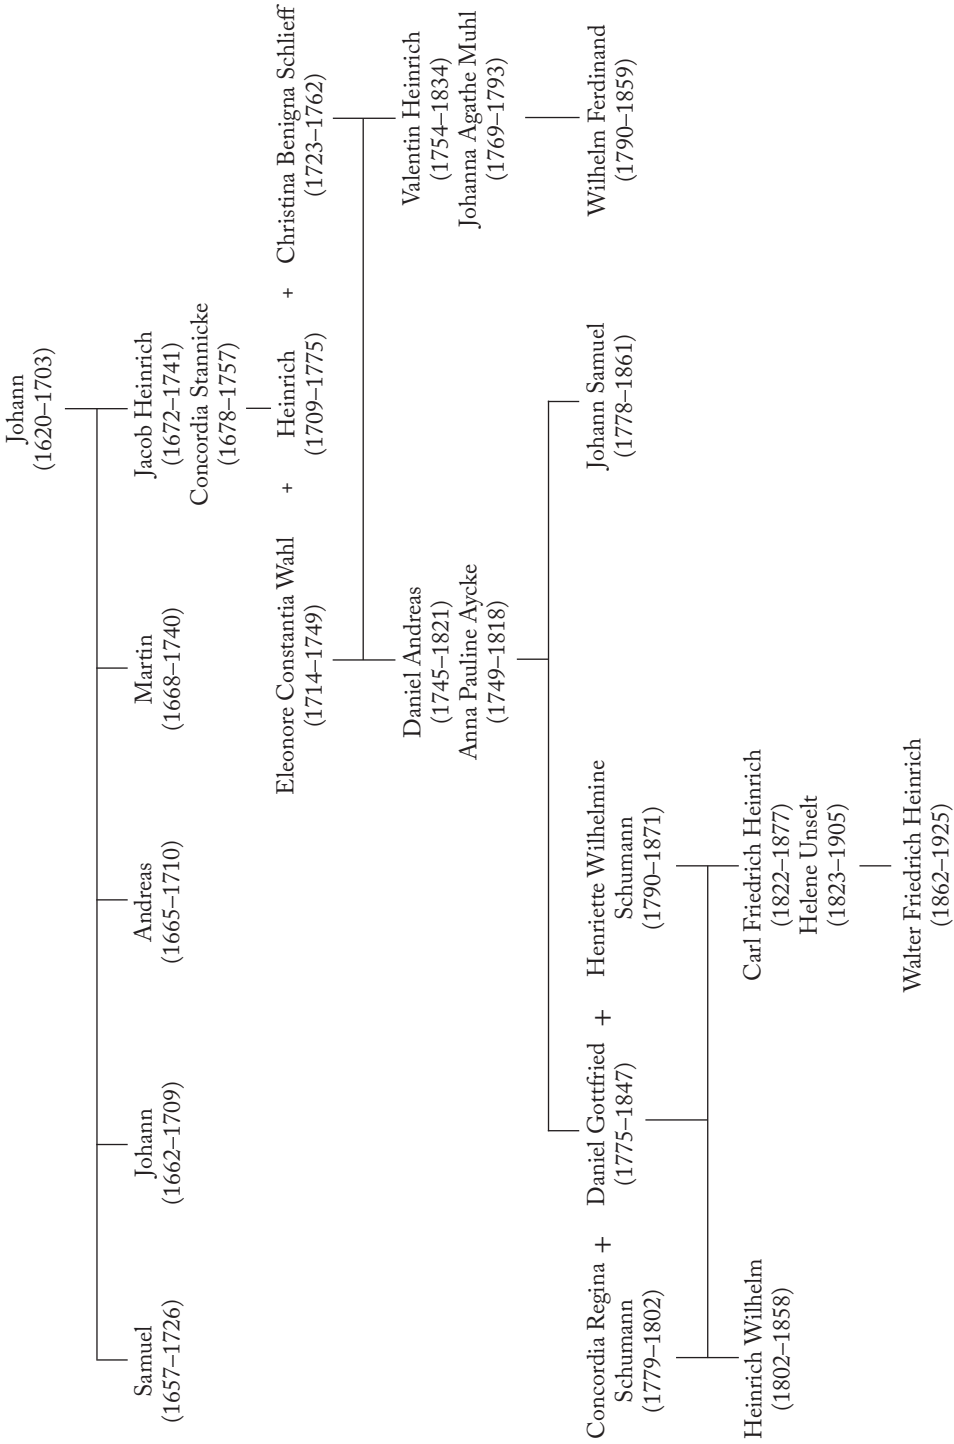 Johann
(1620–1703)
Samuel
(1657–1726)
Johann
(1662–1709)
Andreas
(1665–1710)
Martin
(1668–1740)
Jacob Heinrich
(1672–1741)
Concordia Stannicke
(1678–1757)
Eleonore Constantia Wahl
(1714–1749)
+
Heinrich
(1709–1775)
+
Christina Benigna Schlieff
(1723–1762)
Daniel Andreas
(1745–1821)
Anna Pauline Aycke
(1749–1818)
Valentin Heinrich
(1754–1834)
Johanna Agathe Muhl
(1769–1793)
Concordia Regina
Schumann
(1779–1802)
+
Daniel Gottfried
(1775–1847)
+
Henriette Wilhelmine
Schumann
(1790–1871)
Johann Samuel
(1778–1861)
Wilhelm Ferdinand
(1790–1859)
Heinrich Wilhelm
(1802–1858)
Carl Friedrich Heinrich
(1822–1877)
Helene Unselt
(1823–1905)
Walter Friedrich Heinrich
(1862–1925)